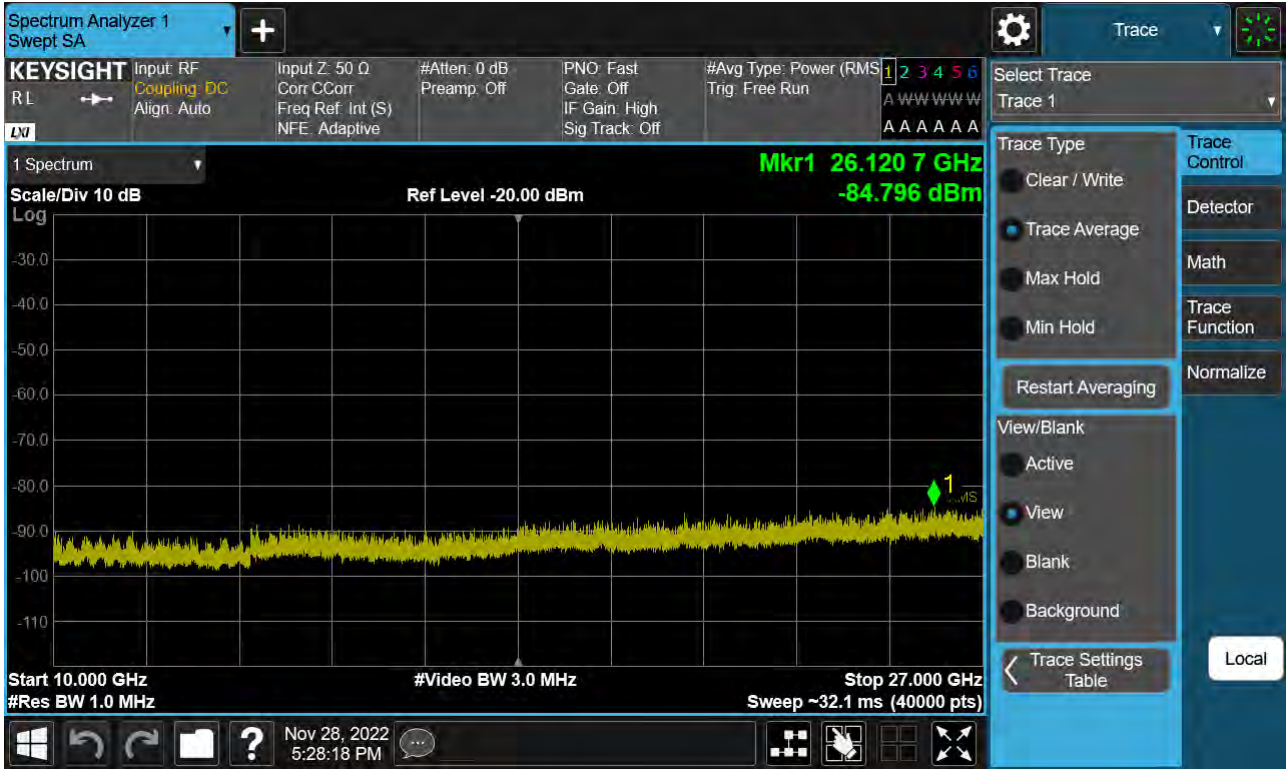 Spectrum Analyzer 1
Swept SA
Trace
KEYSIGHT
RL
LXI
Input: RF
Coupling: DC
Align: Auto
Input Z: 50 Ω
Corr CCorr
Freq Ref: Int (S)
NFE: Adaptive
#Atten: 0 dB
Preamp: Off
PNO: Fast
Gate: Off
IF Gain: High
Sig Track: Off
#Avg Type: Power (RMS
Trig: Free Run
1 2 3 4 5 6
A W W W W W
A A A A A A
Select Trace
Trace 1
1 Spectrum
Scale/Div 10 dB
Ref Level -20.00 dBm
Mkr1 26.120 7 GHz
-84.796 dBm
Log
-30.0
-40.0
-50.0
-60.0
-70.0
-80.0
-90.0
-100
-110
1
Start 10.000 GHz
#Video BW 3.0 MHz
Stop 27.000 GHz
#Res BW 1.0 MHz
Sweep ~32.1 ms (40000 pts)
Trace Type
Clear / Write
Trace Average
Max Hold
Min Hold
Restart Averaging
View/Blank
Active
View
Blank
Background
Trace Settings
Table
Trace
Control
Detector
Math
Trace
Function
Normalize
Local
?
Nov 28, 2022
5:28:18 PM